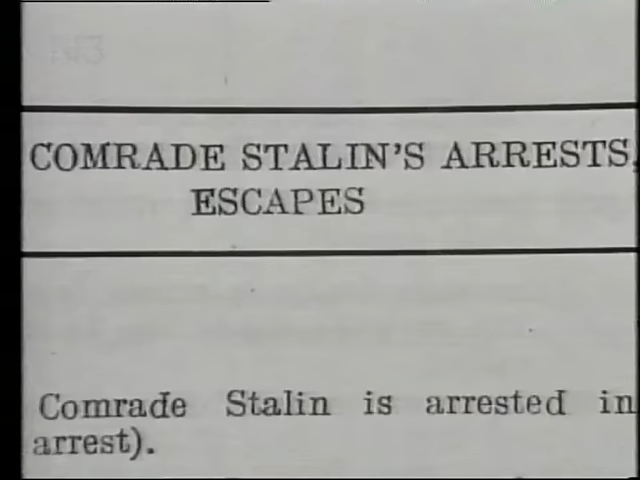 COMRADE STALIN'S ARRESTS,
ESCAPES
Comrade Stalin is arrested in
arrest).